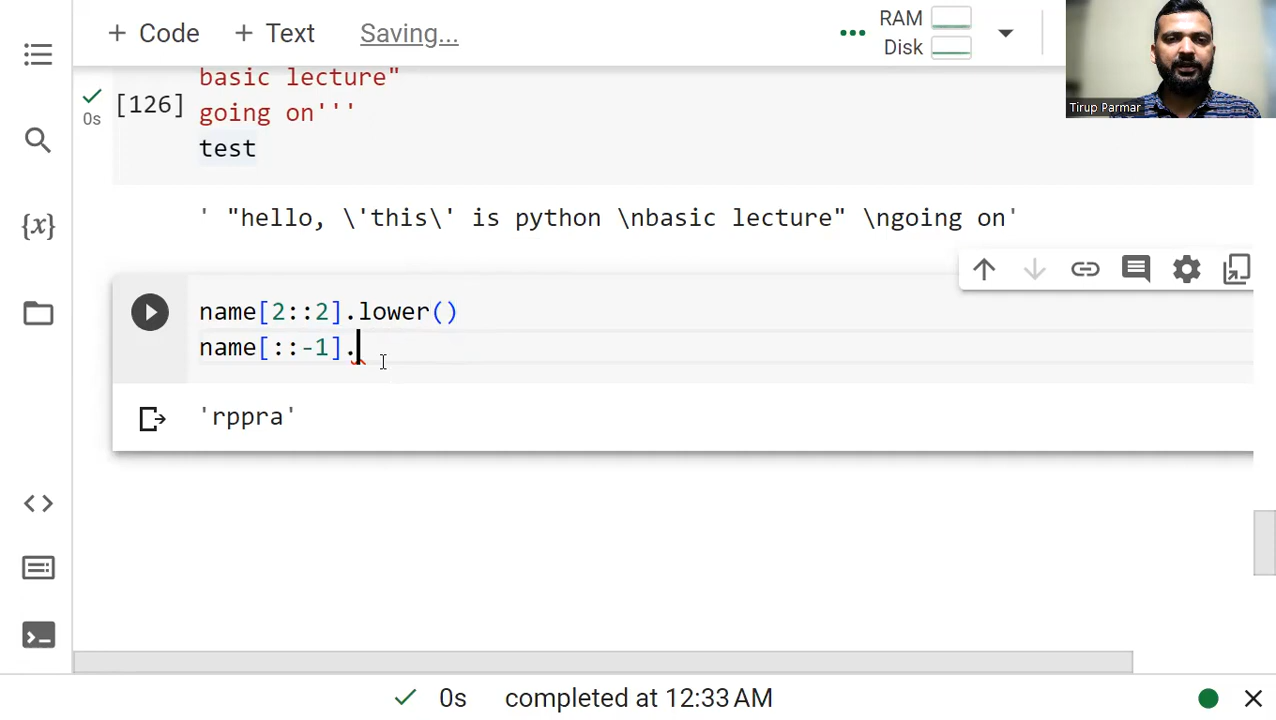 + Code + Text Saving... ••• RAM
Disk
Tirup Parmar
basic lecture"
[126] going on'''
0s
test
' "hello, \'this\' is python \nbasic lecture" \ngoing on'
{x}
name[2::2].lower()
name[::-1].
'rppra'
0s completed at 12:33 AM